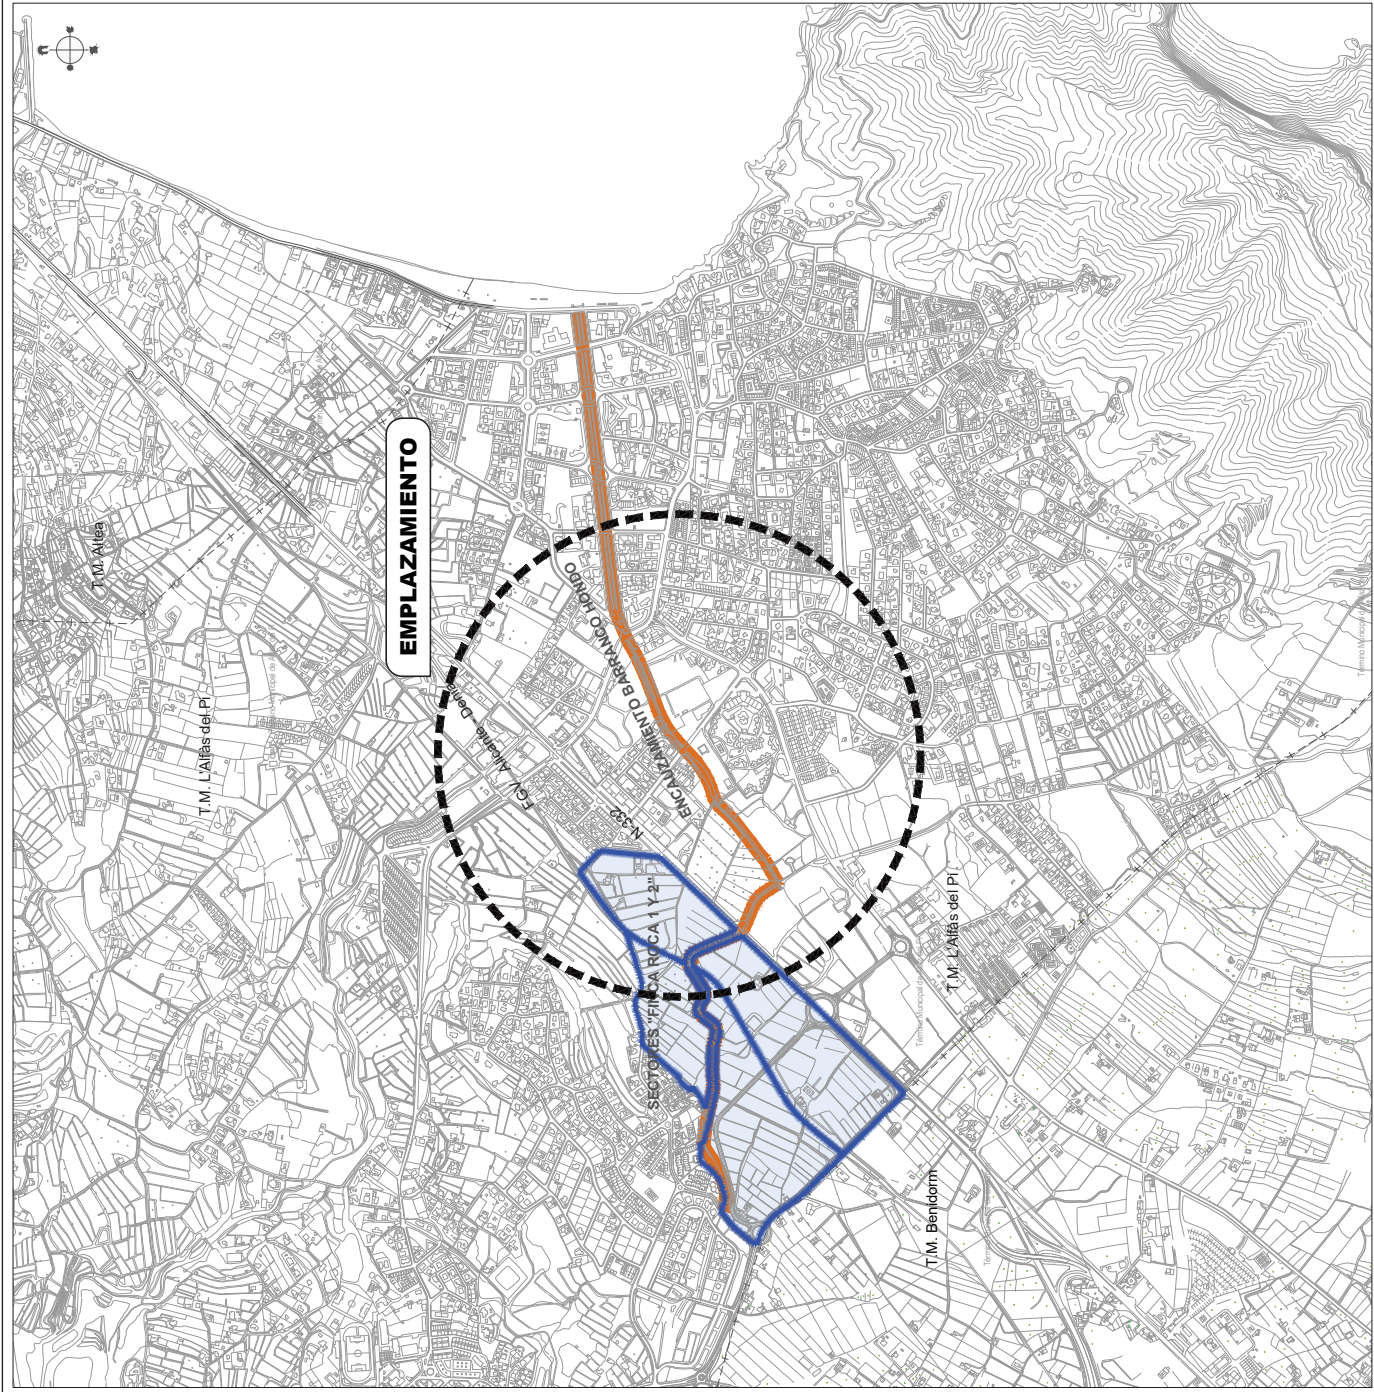 EMPLAZAMIENTO
T.M. Altea
T.M. L'Alfàs del Pi
FGV Alicante - Denia
N-332
ENCAUZAMIENTO BARRANCO HONDO
SECTORES "FINCA ROCA 1 Y 2"
T.M. L'Alfàs del Pi
T.M. Benidorm